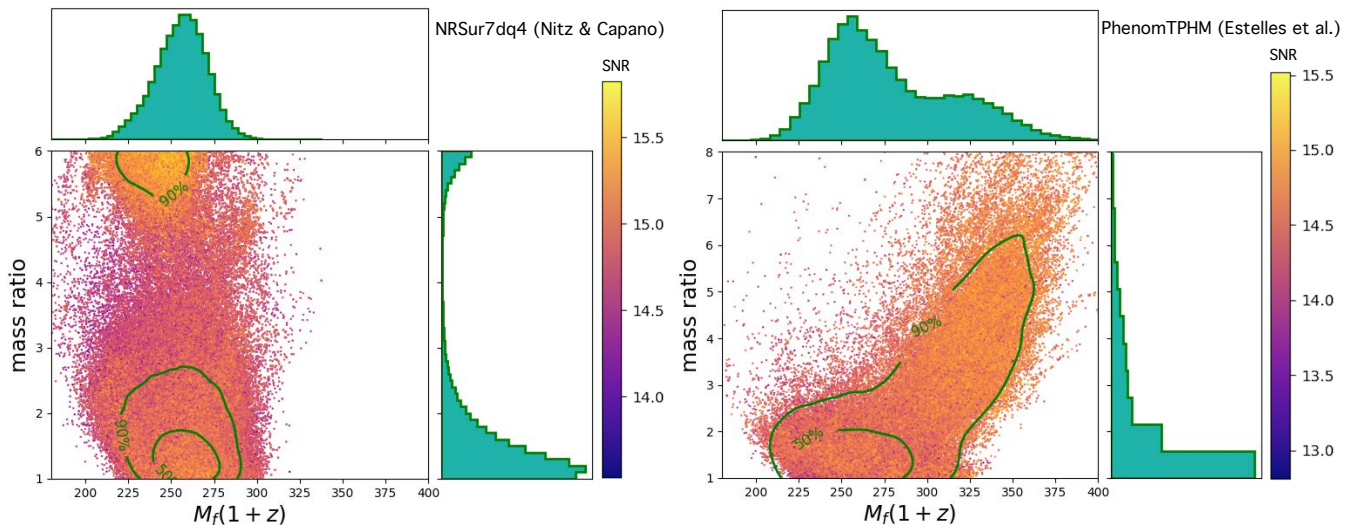 NRSur7dq4 (Nitz & Capano)
SNR
15.5
15.0
14.5
14.0
6
5
4
3
2
1
mass ratio
90%
90%
50
200 225 250 275 300 325 350 375 400
M_f(1 + z)
PhenomTPHM (Estelles et al.)
SNR
15.5
15.0
14.5
14.0
13.5
13.0
8
7
6
5
4
3
2
1
mass ratio
90%
50%
200 225 250 275 300 325 350 375 400
M_f(1 + z)